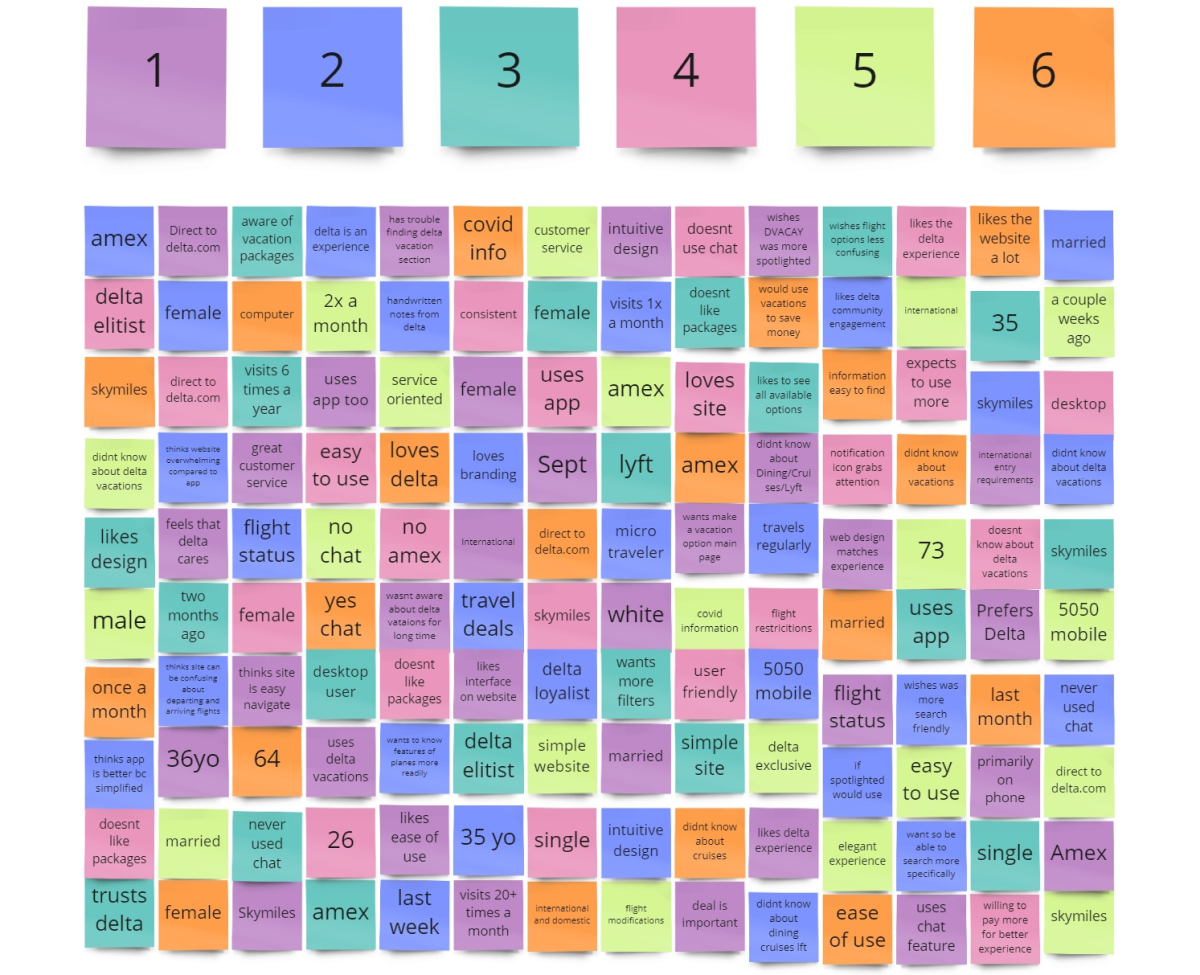 1
2
3
4
5
6
amex
Direct to
delta.com
aware of
vacation
packages
delta is an
experience
has trouble
finding delta
vacation
section
covid
info
customer
service
intuitive
design
doesnt
use chat
wishes
DVACAY
was more
spotlighted
wishes flight
options less
confusing
likes the
delta
experience
likes the
website
a lot
married
delta
elitist
female
computer
2x a
month
handwritten
notes from
delta
consistent
female
visits 1x
a month
doesnt
like
packages
would use
vacations
to save
money
likes delta
community
engagement
international
35
a couple
weeks
ago
skymiles
direct to
delta.com
visits 6
times a
year
uses
app too
service
oriented
female
uses
app
amex
loves
site
likes to see
all available
options
information
easy to find
expects
to use
more
skymiles
desktop
didnt know
about delta
vacations
thinks website
overwhelming
compared to
app
great
customer
service
easy
to use
loves
delta
loves
branding
Sept
lyft
amex
didnt know
about
Dining/Crui
ses/Lyft
notification
icon grabs
attention
didnt know
about
vacations
international
entry
requirements
didnt know
about delta
vacations
likes
design
feels that
delta
cares
flight
status
no
chat
no
amex
International
direct to
delta.com
micro
traveler
wants make
a vacation
option main
page
travels
regularly
web design
matches
experience
73
doesnt
know about
delta
vacations
skymiles
male
two
months
ago
female
yes
chat
wasnt aware
about delta
vataions for
long time
travel
deals
skymiles
white
covid
information
flight
restricitions
married
uses
app
Prefers
Delta
5050
mobile
once a
month
thinks site can
be confusing
about
departing and
arriving flights
thinks site
is easy
navigate
desktop
user
doesnt
like
packages
likes
interface
on website
delta
loyalist
wants
more
filters
user
friendly
5050
mobile
flight
status
wishes was
more
search
friendly
last
month
never
used
chat
thinks app
is better bc
simplified
36yo
64
uses
delta
vacations
wants to know
features of
planes more
readily
delta
elitist
simple
website
married
simple
site
delta
exclusive
if
spotlighted
would use
easy
to use
primarily
on
phone
direct to
delta.com
doesnt
like
packages
married
never
used
chat
26
likes
ease of
use
35 yo
single
intuitive
design
didnt know
about
cruises
likes delta
experience
elegant
experience
want so be
able to
search more
specifically
single
Amex
trusts
delta
female
Skymiles
amex
last
week
visits 20+
times a
month
international
and domestic
flight
modifications
deal is
important
didnt know
about
dining
cruises lft
ease
of use
uses
chat
feature
willing to
pay more
for better
experience
skymiles